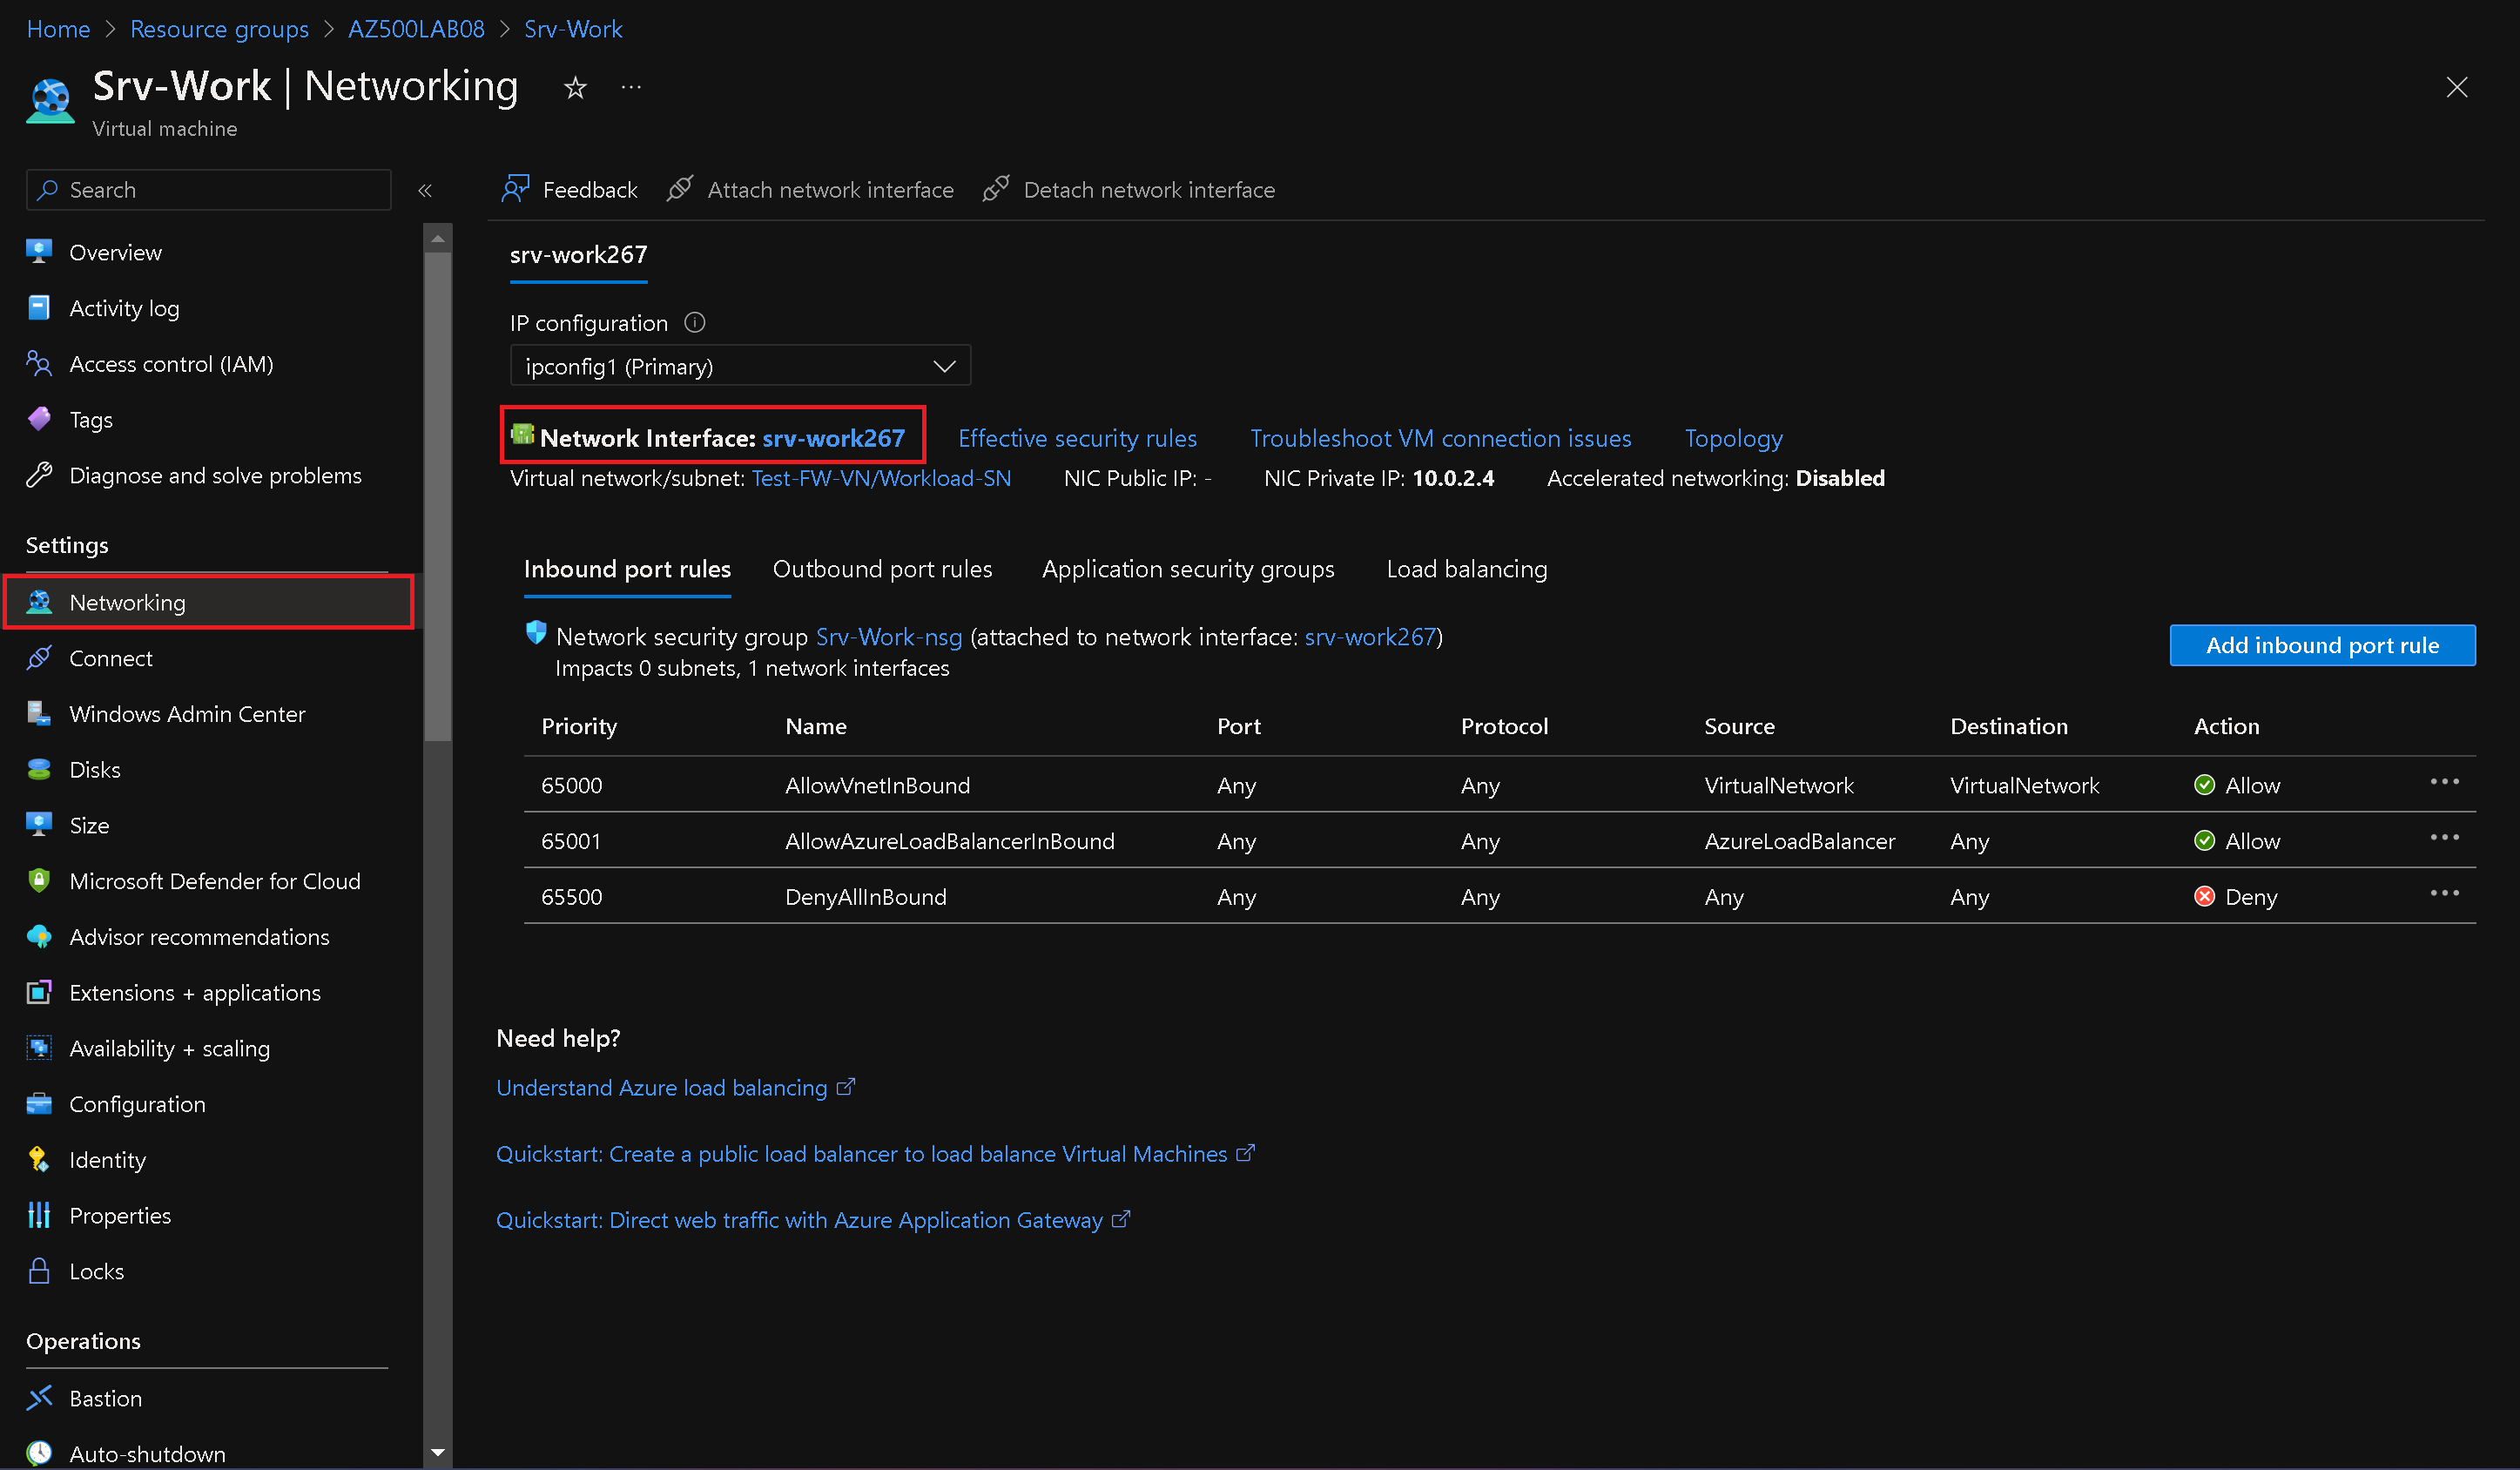 Home > Resource groups > AZ500LAB08 > Srv-Work
Srv-Work | Networking
Virtual machine
Search
Overview
Activity log
Access control (IAM)
Tags
Diagnose and solve problems
Settings
Networking
Connect
Windows Admin Center
Disks
Size
Microsoft Defender for Cloud
Advisor recommendations
Extensions + applications
Availability + scaling
Configuration
Identity
Properties
Locks
Operations
Bastion
Auto-shutdown
Feedback Attach network interface Detach network interface
srv-work267
IP configuration
ipconfig1 (Primary)
Network Interface: srv-work267 Effective security rules Troubleshoot VM connection issues Topology
Virtual network/subnet: Test-FW-VN/Workload-SN NIC Public IP: - NIC Private IP: 10.0.2.4 Accelerated networking: Disabled
Inbound port rules Outbound port rules Application security groups Load balancing
Network security group Srv-Work-nsg (attached to network interface: srv-work267)
Impacts 0 subnets, 1 network interfaces
Add inbound port rule
Priority Name Port Protocol Source Destination Action
65000 AllowVnetInBound Any Any VirtualNetwork VirtualNetwork Allow
65001 AllowAzureLoadBalancerInBound Any Any AzureLoadBalancer Any Allow
65500 DenyAllInBound Any Any Any Any Deny
Need help?
Understand Azure load balancing
Quickstart: Create a public load balancer to load balance Virtual Machines
Quickstart: Direct web traffic with Azure Application Gateway